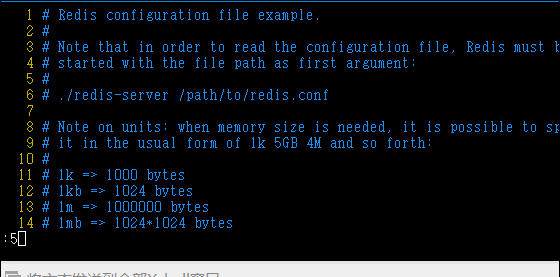 1 # Redis configuration file example.
2 #
3 # Note that in order to read the configuration file, Redis must
4 # started with the file path as first argument:
5 #
6 # ./redis-server /path/to/redis.conf
7
8 # Note on units: when memory size is needed, it is possible to
9 # it in the usual form of 1k 5GB 4M and so forth:
10 #
11 # 1k => 1000 bytes
12 # 1kb => 1024 bytes
13 # 1m => 1000000 bytes
14 # 1mb => 1024*1024 bytes
:5